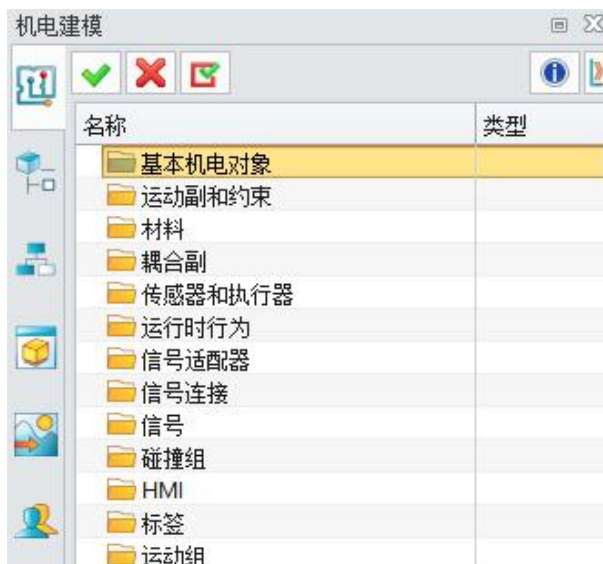 机电建模
名称 类型
基本机电对象
运动副和约束
材料
耦合副
传感器和执行器
运行时行为
信号适配器
信号连接
信号
碰撞组
HMI
标签
运动组